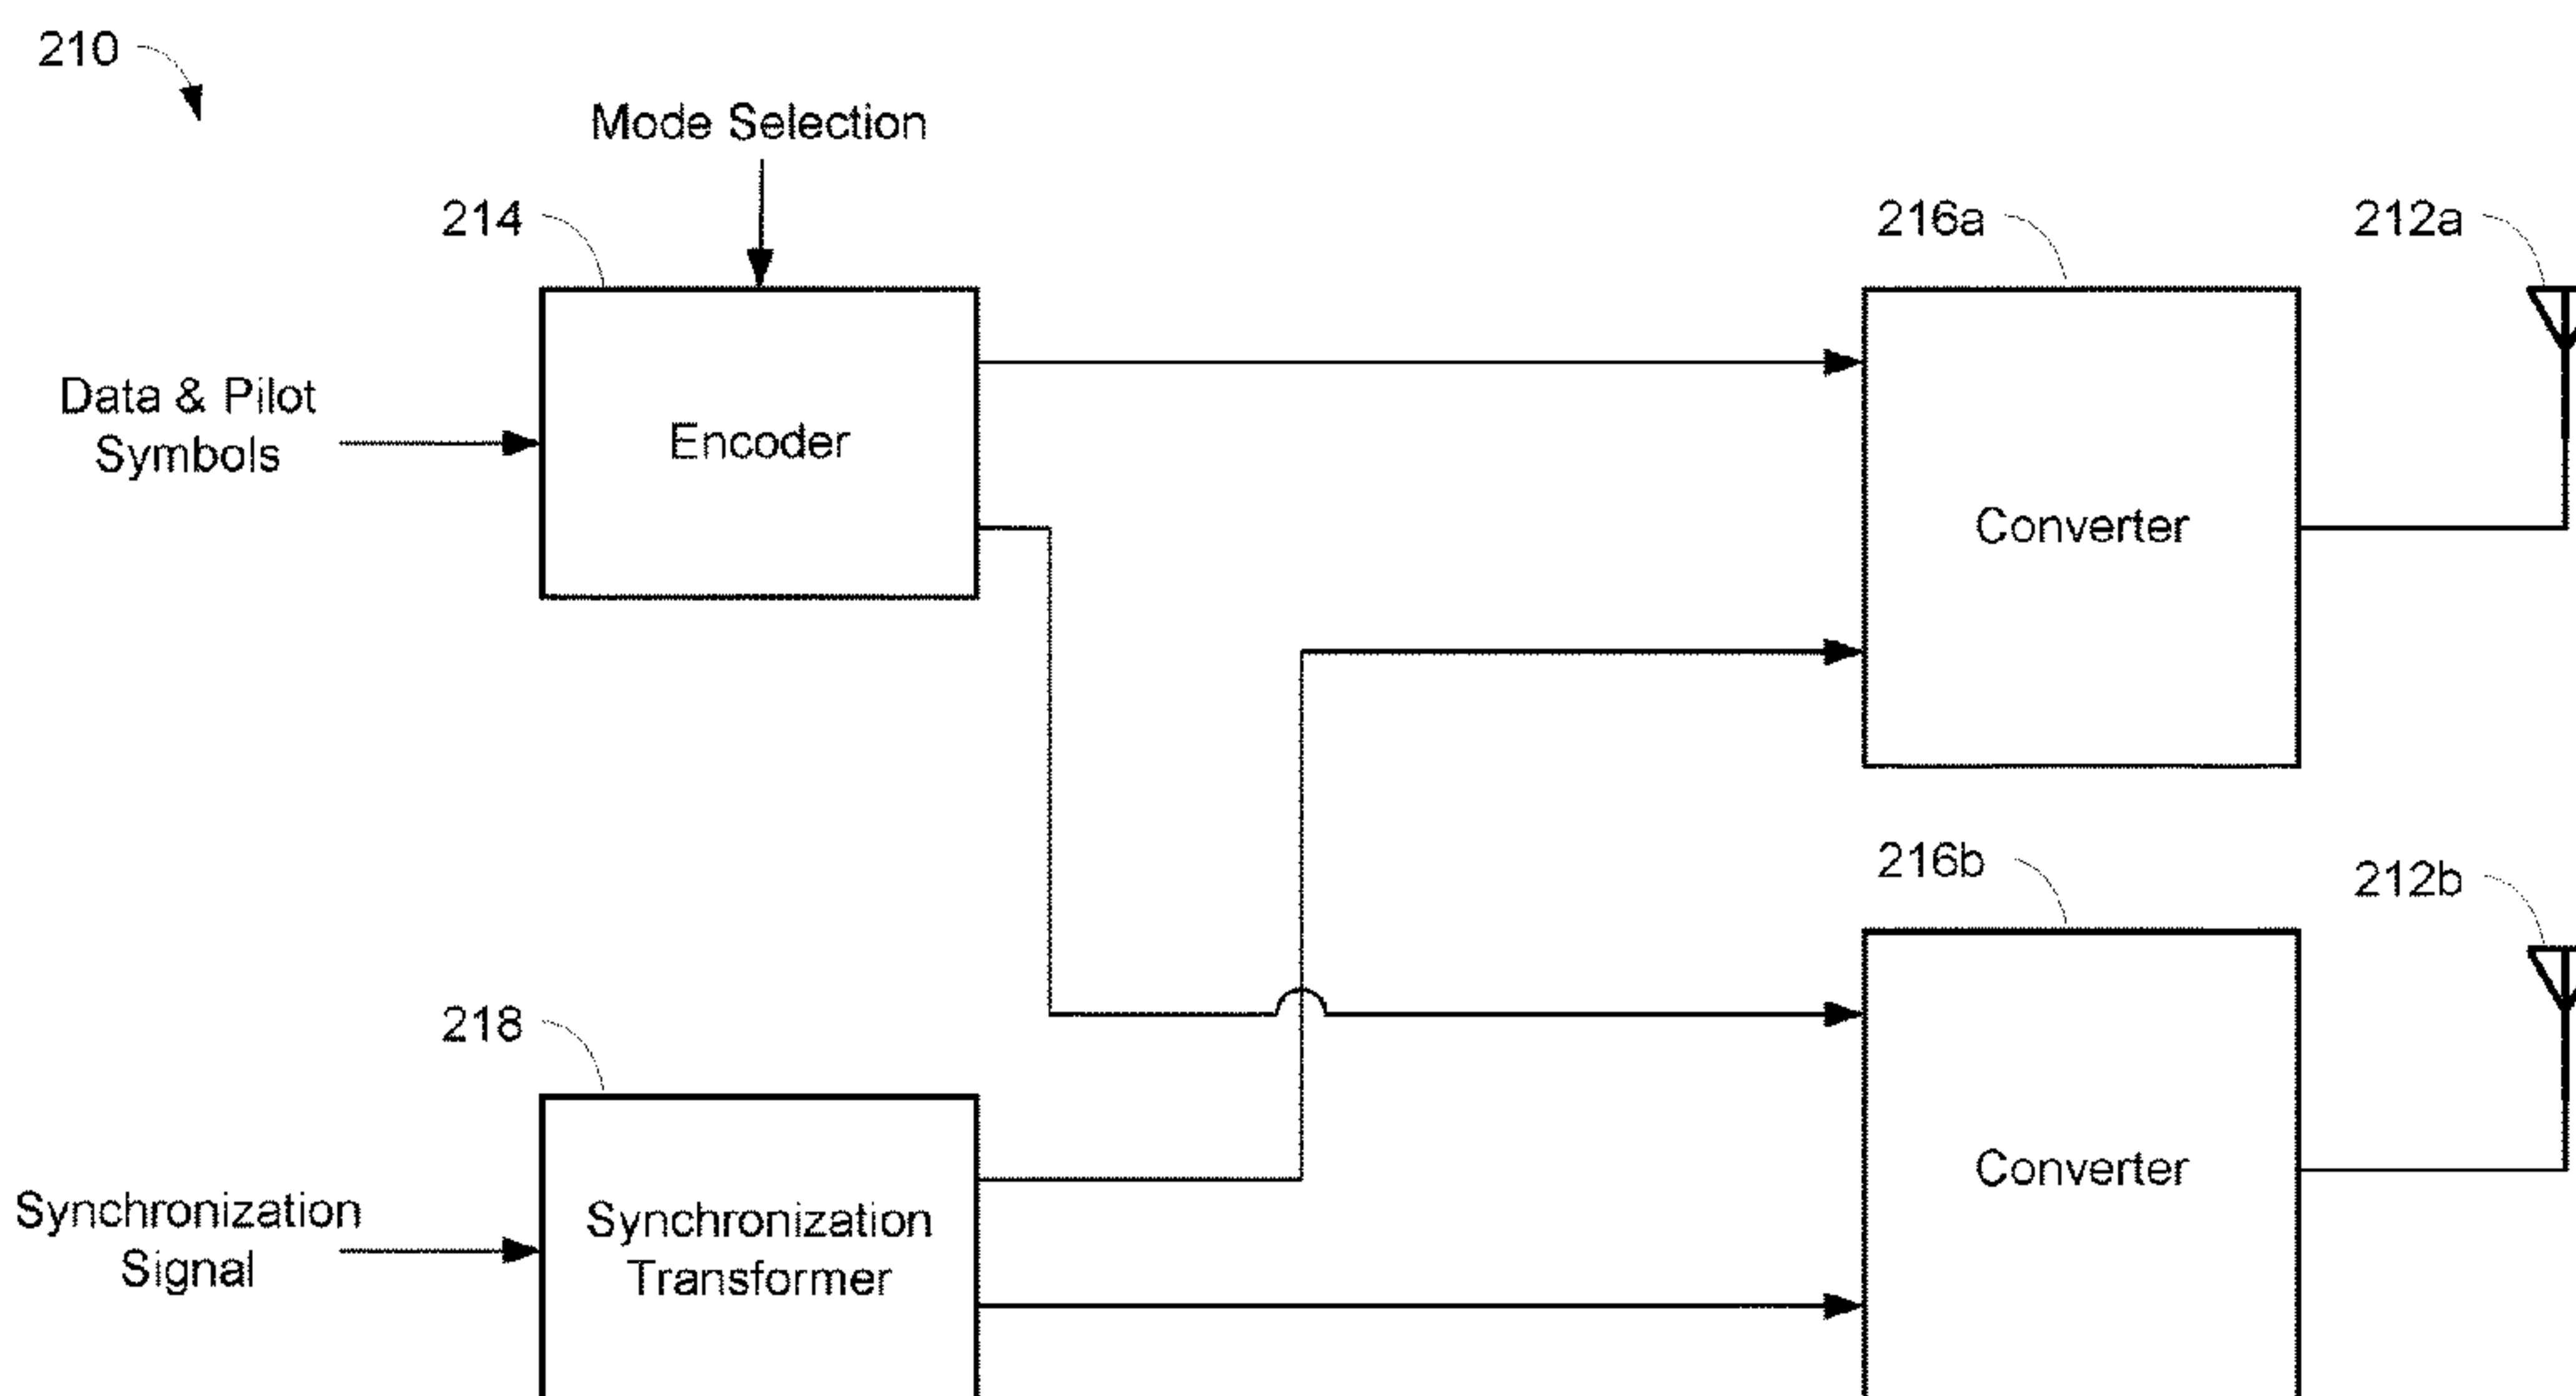 210
Mode Selection
214
216a
212a
Data & Pilot
Symbols
Encoder
Converter
216b
212b
218
Synchronization
Signal
Synchronization
Transformer
Converter